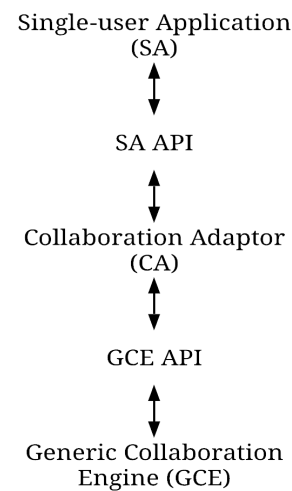 Single-user Application
(SA)
SA API
Collaboration Adaptor
(CA)
GCE API
Generic Collaboration
Engine (GCE)